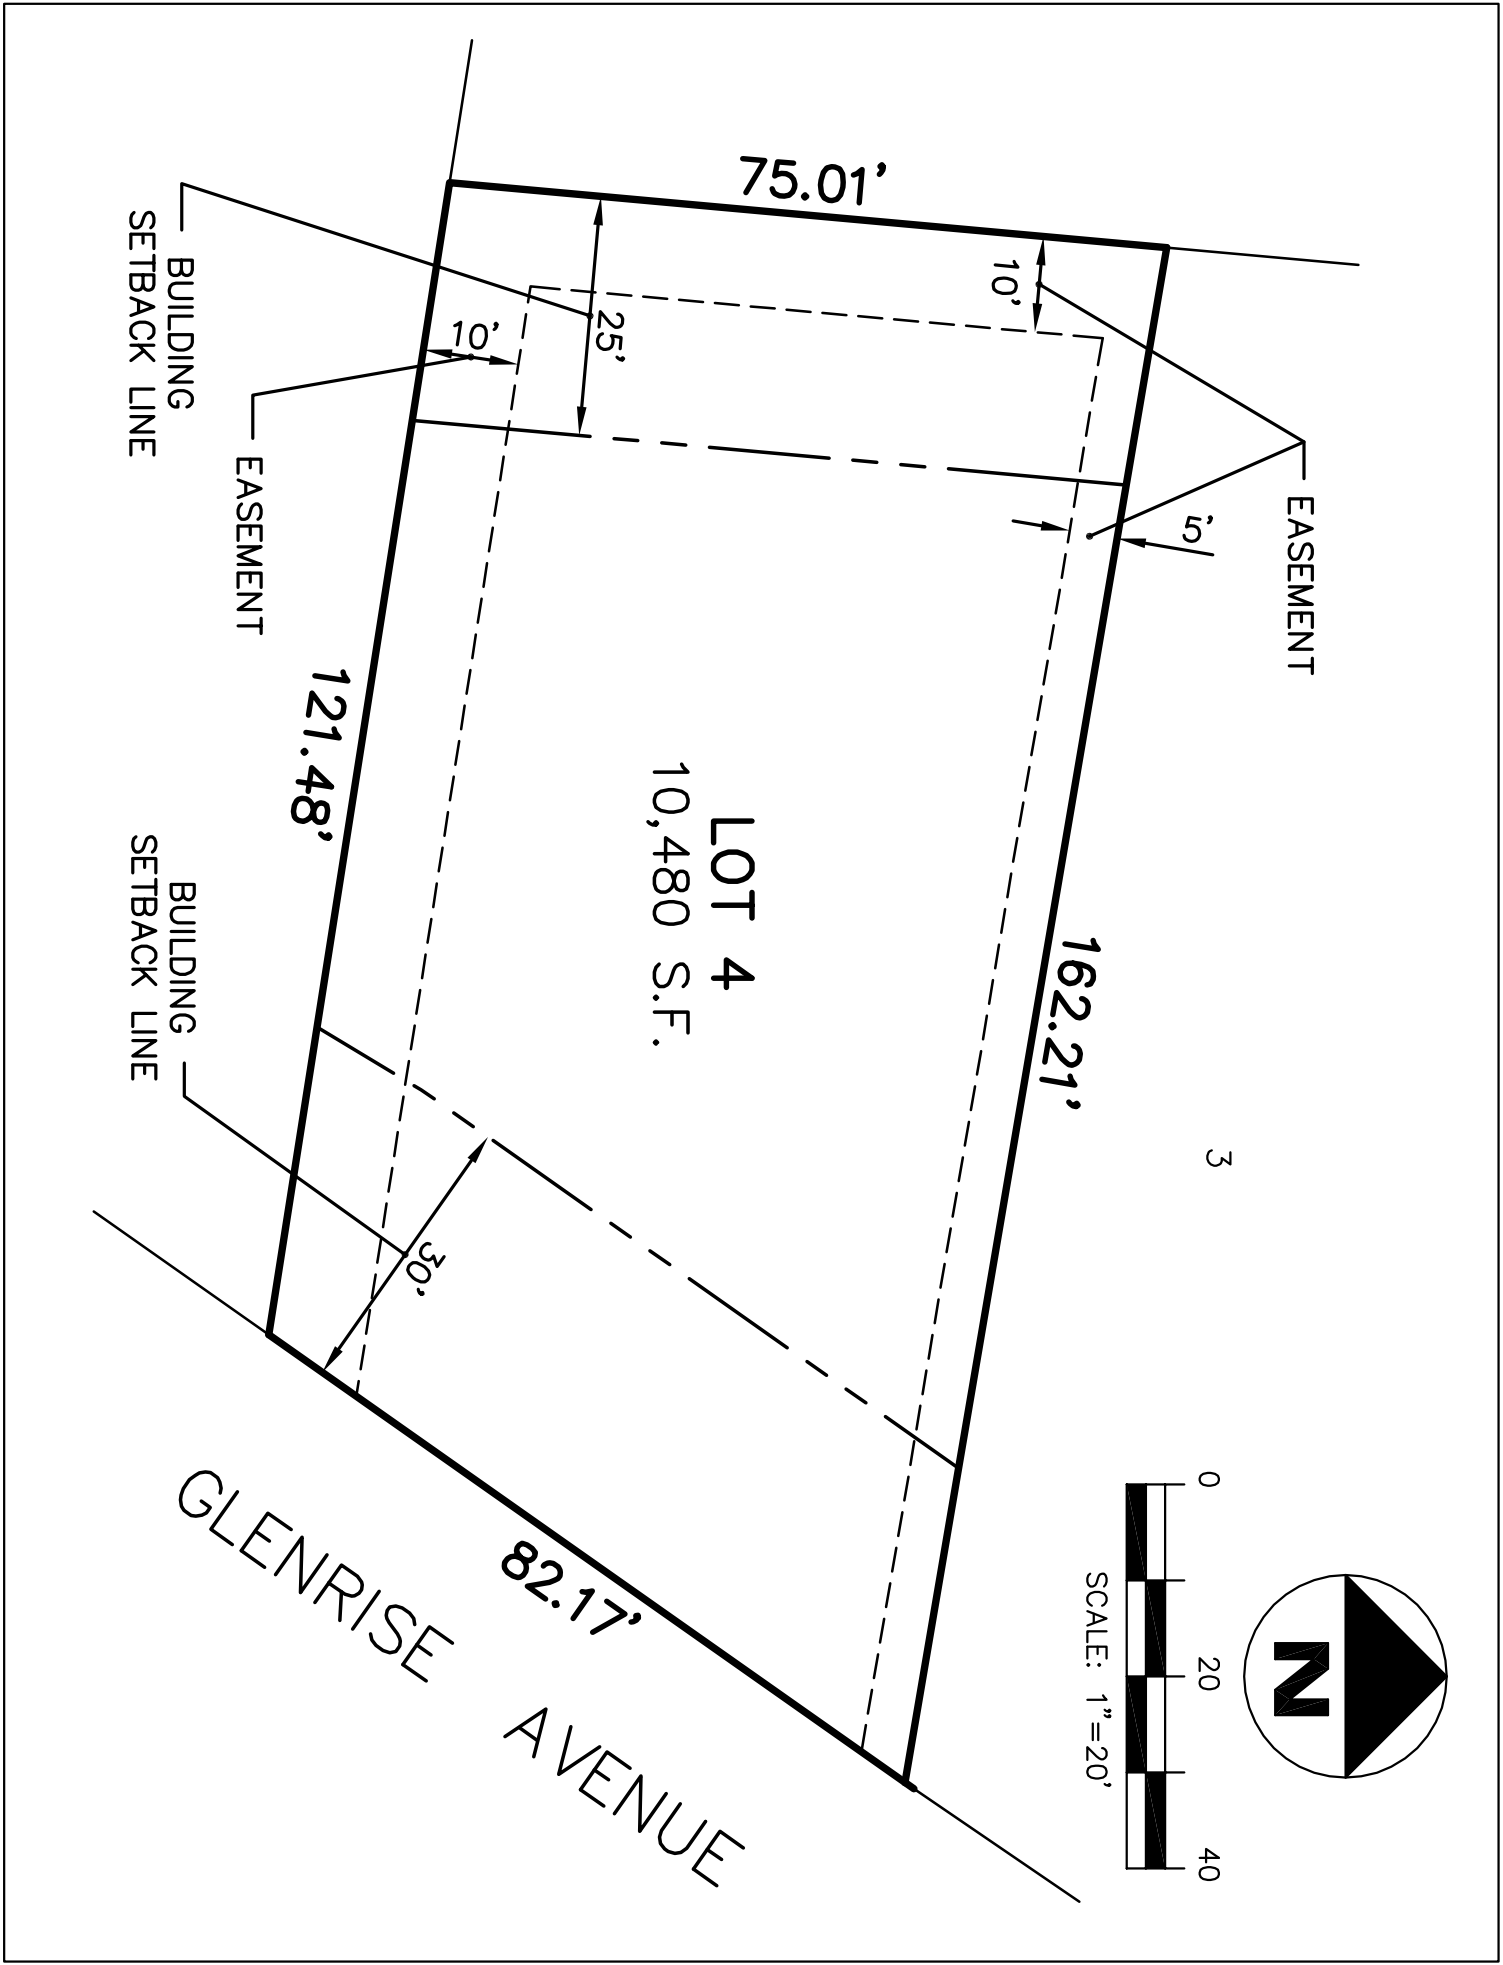 75.01'
10'
25'
10'
BUILDING
SETBACK LINE
EASEMENT
EASEMENT
5'
121.48'
LOT 4
10,480 S.F.
162.21'
3
BUILDING
SETBACK LINE
30'
82.17'
GLENRISE AVENUE
0 20 40
SCALE: 1"=20'
N